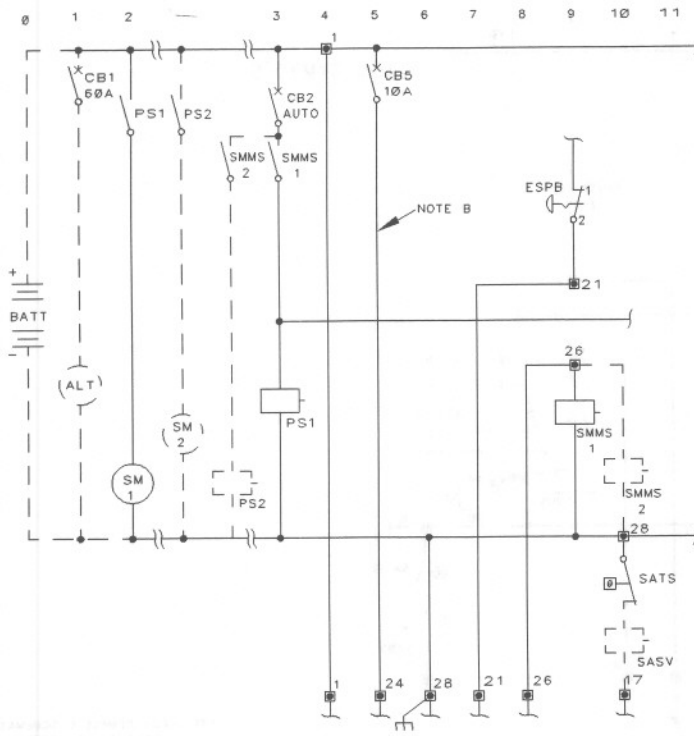 0 1 2 3 4 5 6 7 8 9 10 11
1
CB1
60A
PS1
PS2
CB2
AUTO
CB5
10A
SMMS
2
SMMS
1
ESPB
1
2
NOTE B
21
+
BATT
-
26
(ALT)
PS1
SMMS
1
SM
2
SM
1
PS2
SMMS
2
28
SATS
0
SASV
1
24
28
21
26
17